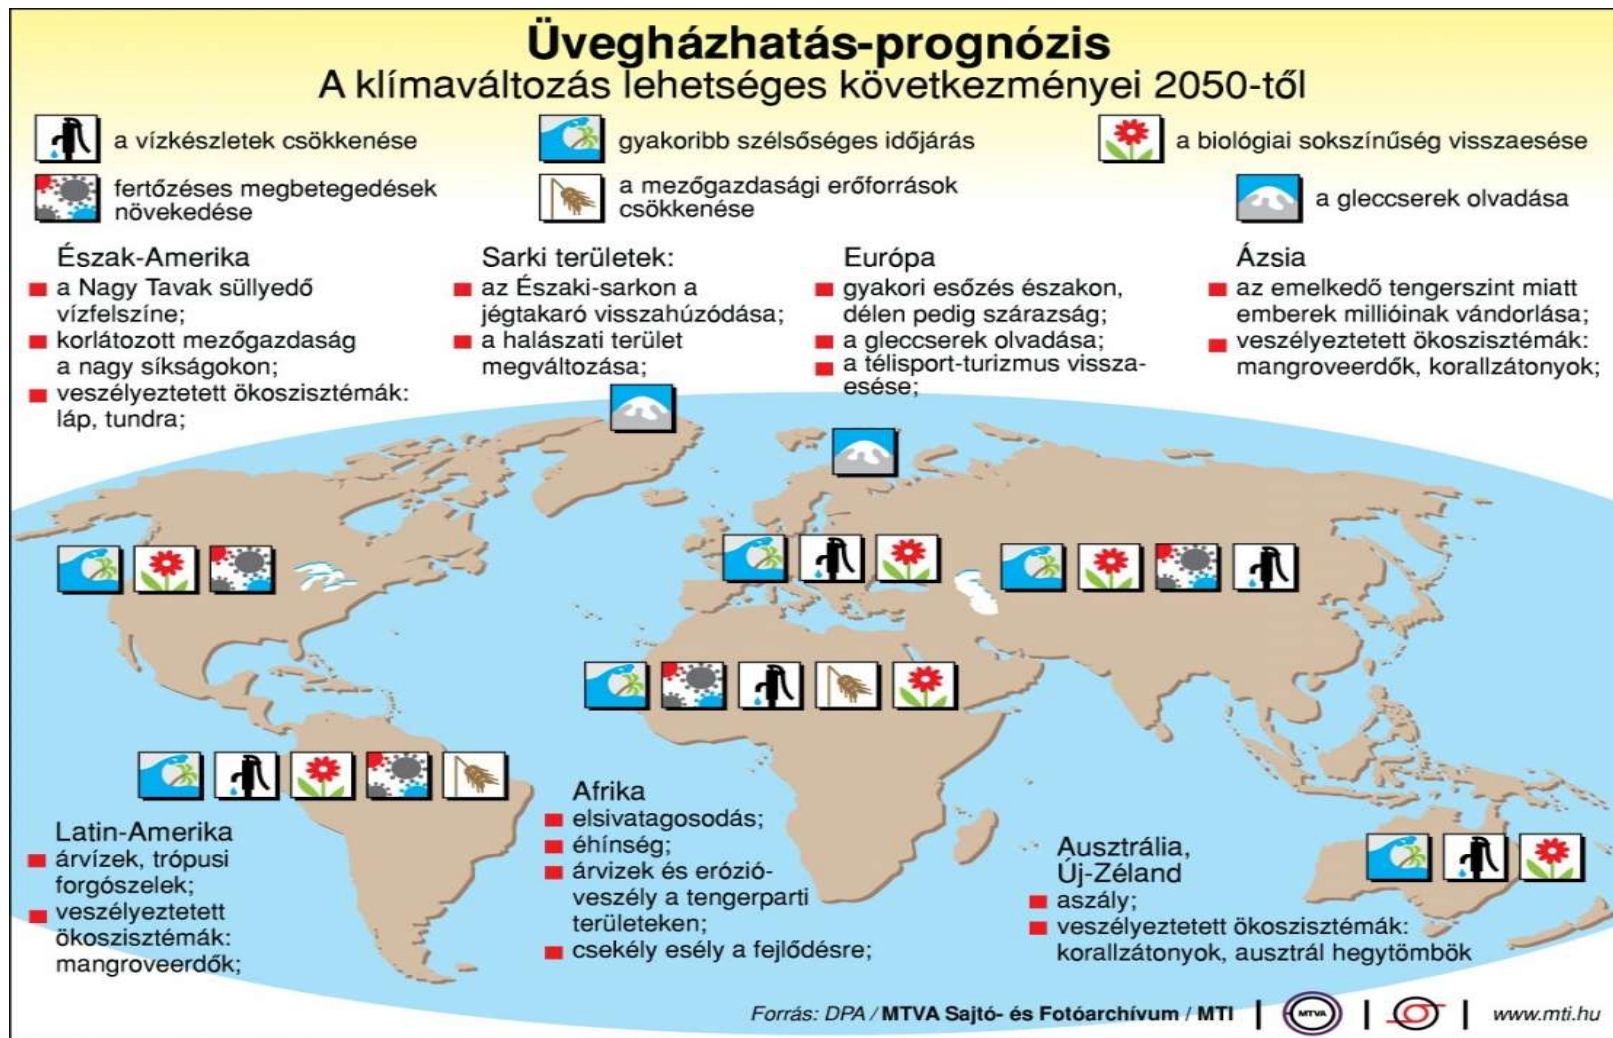 Üvegházhatás-prognózis
A klímaváltozás lehetséges következményei 2050-től
a vízkészletek csökkenése
gyakoribb szélsőséges időjárás
a biológiai sokszínűség visszaesése
fertőzéses megbetegedések
növekedése
a mezőgazdasági erőforrások
csökkenése
a gleccserek olvadása
Észak-Amerika
a Nagy Tavak süllyedő
vízfelszíne;
korlátozott mezőgazdaság
a nagy síkságokon;
veszélyeztetett ökoszisztémák:
láp, tundra;
Sarki területek:
az Északi-sarkon a
jégtakaró visszahúzódása;
a halászati terület
megváltozása;
Európa
gyakori esőzés északon,
délen pedig szárazság;
a gleccserek olvadása;
a télisport-turizmus vissza-
esése;
Ázsia
az emelkedő tengerszint miatt
emberek millióinak vándorlása;
veszélyeztetett ökoszisztémák:
mangroveerdők, korallzátonyok;
Latin-Amerika
árvízek, trópusi
forgószelek;
veszélyeztetett
ökoszisztémák:
mangroveerdők;
Afrika
elsivatagosodás;
éhínség;
árvizek és erózió-
veszély a tengerparti
területeken;
csekély esély a fejlődésre;
Ausztrália,
Új-Zéland
aszály;
veszélyeztetett ökoszisztémák:
korallzátonyok, ausztrál hegytömbök
Forrás: DPA / MTVA Sajtó- és Fotóarchívum / MTI | MTVA | | www.mti.hu